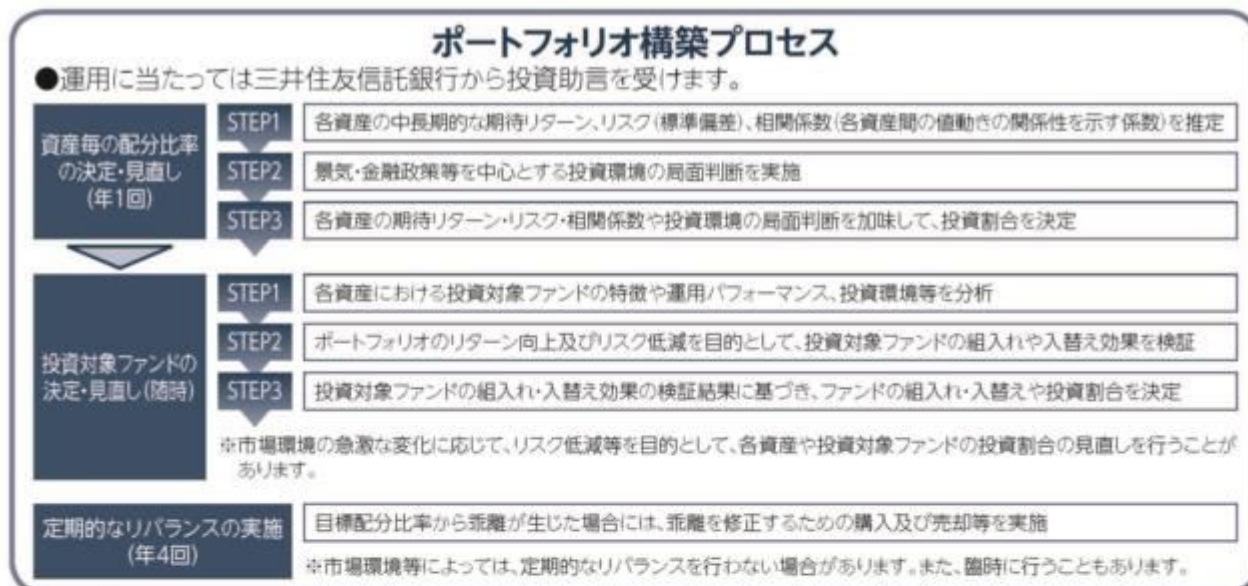 ポートフォリオ構築プロセス
●運用に当たっては三井住友信託銀行から投資助言を受けます。
資産毎の配分比率
の決定・見直し
(年1回)
STEP1
各資産の中長期的な期待リターン、リスク(標準偏差)、相関係数(各資産間の値動きの関係性を示す係数)を推定
STEP2
景気・金融政策等を中心とする投資環境の局面判断を実施
STEP3
各資産の期待リターン・リスク・相関係数や投資環境の局面判断を加味して、投資割合を決定
投資対象ファンドの
決定・見直し(随時)
STEP1
各資産における投資対象ファンドの特徴や運用パフォーマンス、投資環境等を分析
STEP2
ポートフォリオのリターン向上及びリスク低減を目的として、投資対象ファンドの組入れや入替え効果を検証
STEP3
投資対象ファンドの組入れ・入替え効果の検証結果に基づき、ファンドの組入れ・入替えや投資割合を決定
※市場環境の急激な変化に応じて、リスク低減等を目的として、各資産や投資対象ファンドの投資割合の見直しを行うことが
あります。
定期的なリバランスの実施
(年4回)
目標配分比率から乖離が生じた場合には、乖離を修正するための購入及び売却等を実施
※市場環境等によっては、定期的なリバランスを行わない場合があります。また、臨時に行うこともあります。